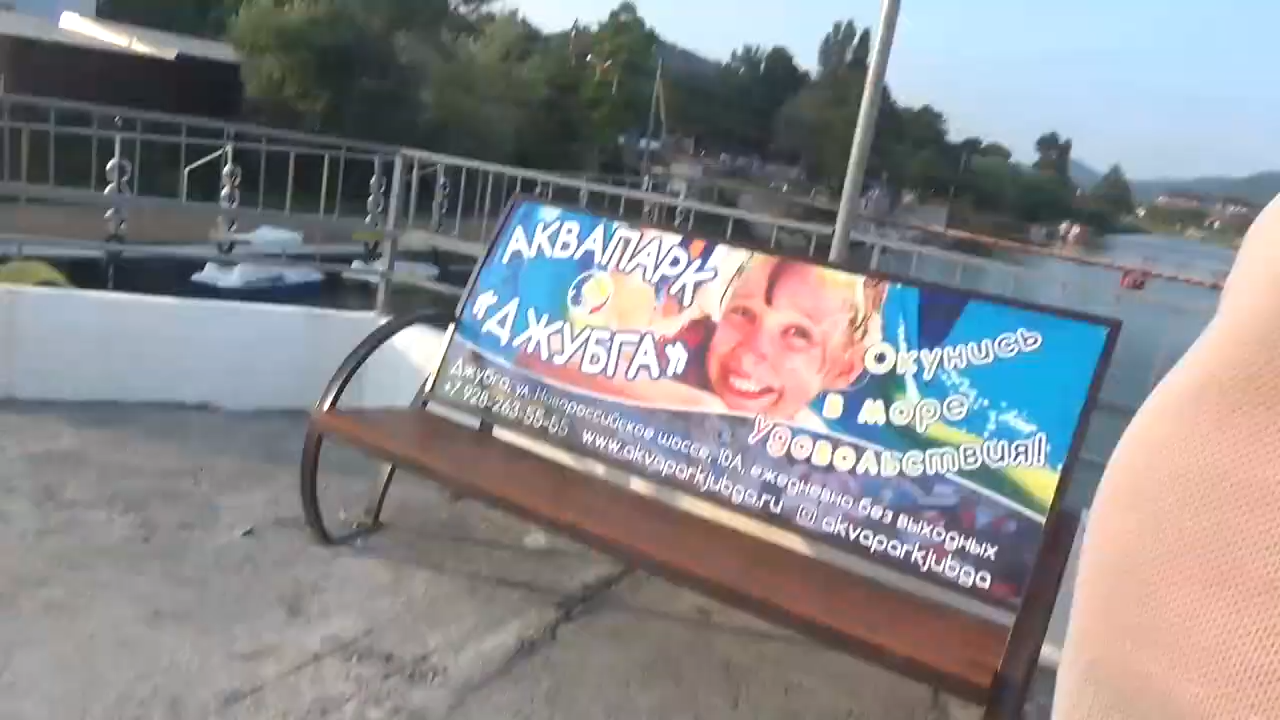 АКВАПАРК
«ДЖУБГА»
Окунись
в море
удовольствия!
Джубга, ул. Новороссийское шоссе, 10А, ежедневно без выходных
+7 928-263-55-55 www.akvaparkjubga.ru akvaparkjubga